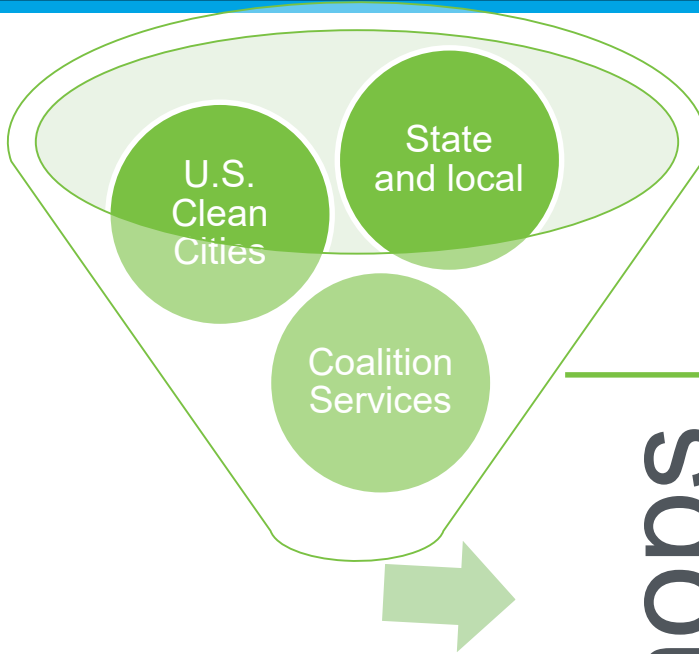 U.S.
Clean
Cities
State
and local
Coalition
Services